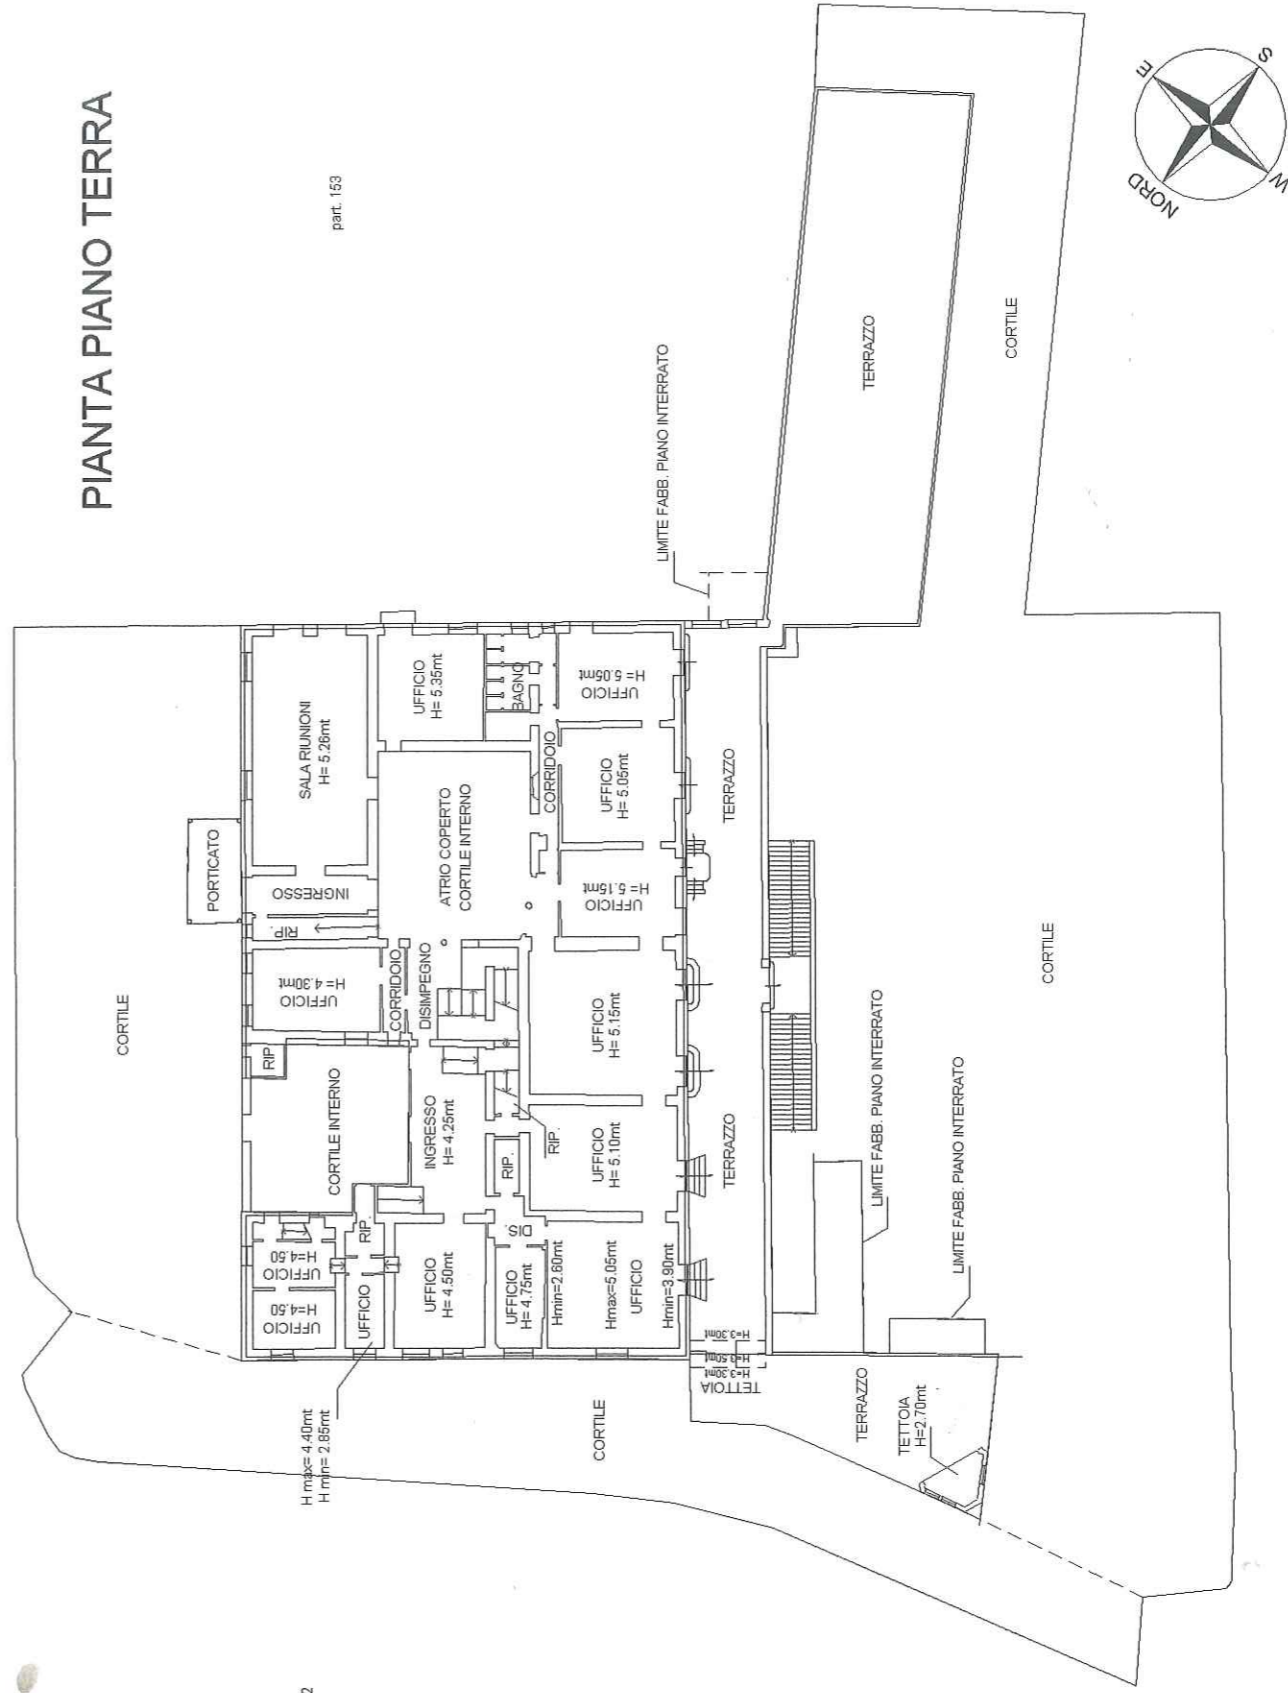 PIANTA PIANO TERRA
part. 153
E
S
NORD
W
CORTILE
PORTICATO
SALA RIUNIONI
H= 5.26mt
INGRESSO
RIP.
UFFICIO
H= 4.30mt
RIP
CORTILE INTERNO
UFFICIO
H=4.50
UFFICIO
H=4.50
RIP.
UFFICIO
H max= 4.40mt
H min= 2.85mt
UFFICIO
H= 5.35mt
BAGNO
ATRIO COPERTO
CORTILE INTERNO
CORRIDOIO
CORRIDOIO
DISIMPEGNO
INGRESSO
H= 4.25mt
RIP.
RIP.
UFFICIO
H= 4.50mt
DIS.
UFFICIO
H= 4.75mt
UFFICIO
H= 5.05mt
UFFICIO
H= 5.05mt
UFFICIO
H= 5.15mt
UFFICIO
H= 5.15mt
UFFICIO
H= 5.10mt
Hmin=2.60mt
Hmax=5.05mt
UFFICIO
Hmin=3.90mt
LIMITE FABB. PIANO INTERRATO
TERRAZZO
CORTILE
TERRAZZO
TERRAZZO
H=3.30mt
H=3.50mt
H=3.30mt
TETTOIA
CORTILE
TERRAZZO
TETTOIA
H=2.70mt
LIMITE FABB. PIANO INTERRATO
LIMITE FABB. PIANO INTERRATO
CORTILE
2